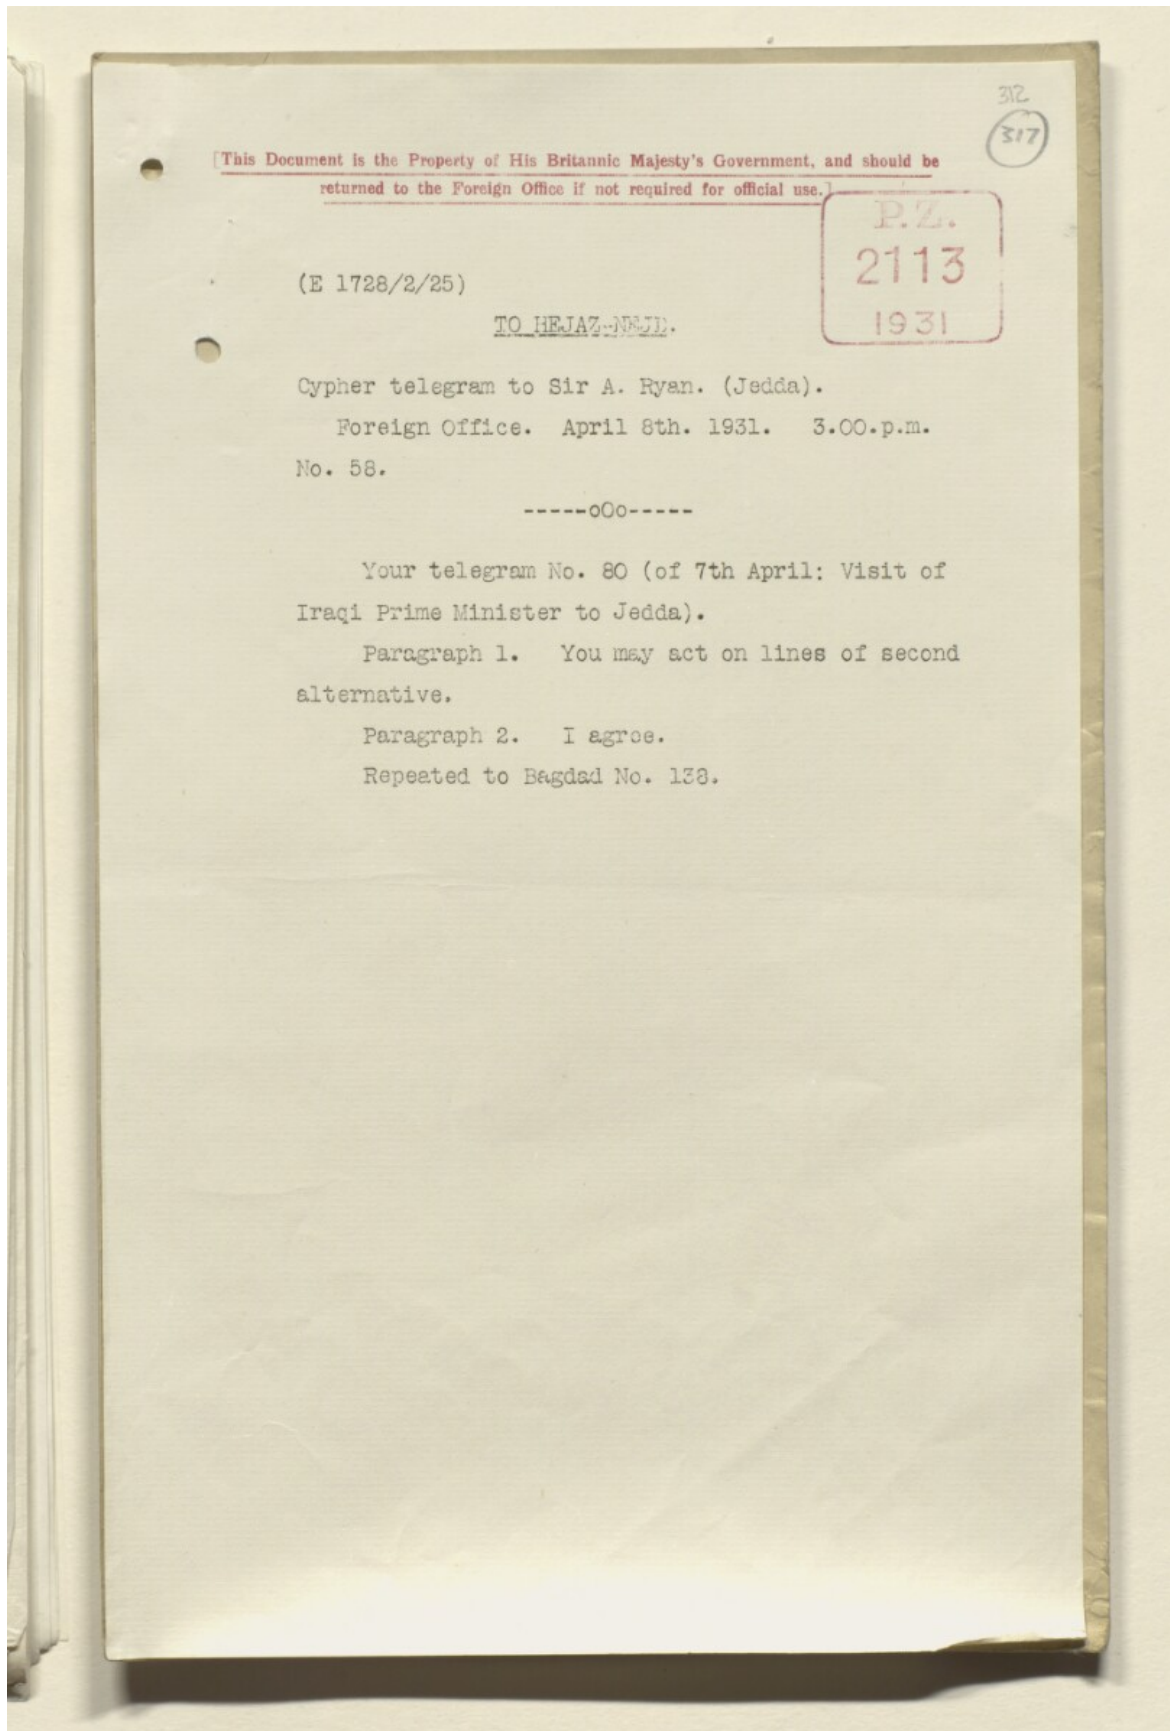 312
317
[This Document is the Property of His Britannic Majesty's Government, and should be
returned to the Foreign Office if not required for official use.]
P.Z.
2113
1931
(E 1728/2/25)
TO HEJAZ-NEJD.
Cypher telegram to Sir A. Ryan. (Jedda).
Foreign Office. April 8th. 1931. 3.00.p.m.
No. 58.
-----oOo-----
Your telegram No. 80 (of 7th April: Visit of
Iraqi Prime Minister to Jedda).
Paragraph 1. You may act on lines of second
alternative.
Paragraph 2. I agree.
Repeated to Bagdad No. 138.